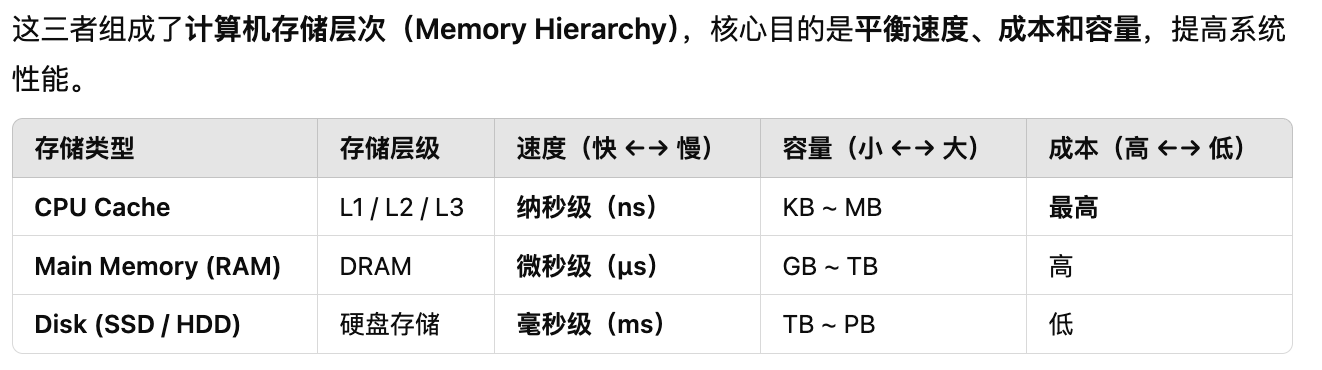 这三者组成了计算机存储层次（Memory Hierarchy），核心目的是平衡速度、成本和容量，提高系统
性能。
存储类型 存储层级 速度（快 ←→ 慢） 容量（小 ←→ 大） 成本（高 ←→ 低）
CPU Cache L1 / L2 / L3 纳秒级（ns） KB ~ MB 最高
Main Memory (RAM) DRAM 微秒级（μs） GB ~ TB 高
Disk (SSD / HDD) 硬盘存储 毫秒级（ms） TB ~ PB 低